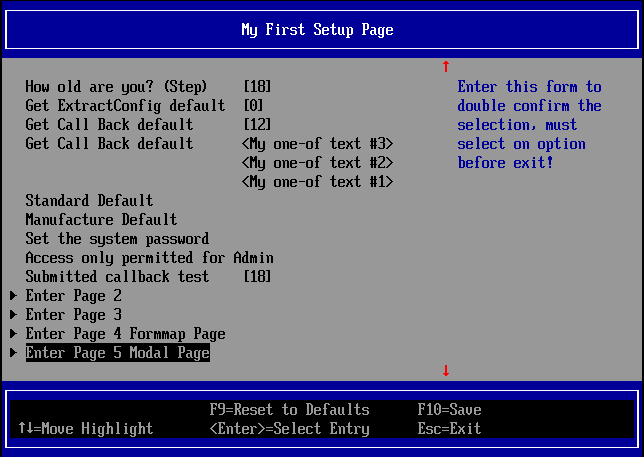 My First Setup Page
How old are you? (Step) [18]
Get ExtractConfig default [0]
Get Call Back default [12]
Get Call Back default <My one-of text #3>
<My one-of text #2>
<My one-of text #1>
Standard Default
Manufacture Default
Set the system password
Access only permitted for Admin
Submitted callback test [18]
Enter Page 2
Enter Page 3
Enter Page 4 Formmap Page
Enter Page 5 Modal Page
Enter this form to
double confirm the
selection, must
select on option
before exit!
F9=Reset to Defaults F10=Save
↑↓=Move Highlight <Enter>=Select Entry Esc=Exit